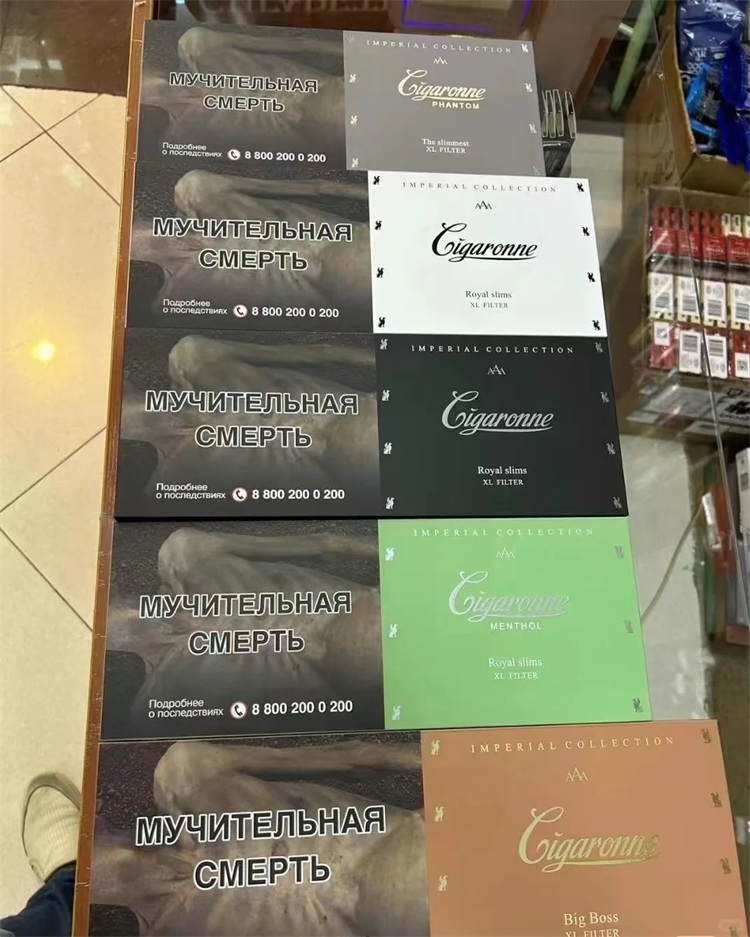 МУЧИТЕЛЬНАЯ
СМЕРТЬ
Подробнее
о последствиях 8 800 200 0 200
IMPERIAL COLLECTION
Cigaronne
PHANTOM
The slimmest
XL FILTER
МУЧИТЕЛЬНАЯ
СМЕРТЬ
Подробнее
о последствиях 8 800 200 0 200
IMPERIAL COLLECTION
Cigaronne
Royal slims
XL FILTER
МУЧИТЕЛЬНАЯ
СМЕРТЬ
Подробнее
о последствиях 8 800 200 0 200
IMPERIAL COLLECTION
Cigaronne
Royal slims
XL FILTER
МУЧИТЕЛЬНАЯ
СМЕРТЬ
Подробнее
о последствиях 8 800 200 0 200
IMPERIAL COLLECTION
Cigaronne
MENTHOL
Royal slims
XL FILTER
МУЧИТЕЛЬНАЯ
СМЕРТЬ
IMPERIAL COLLECTION
Cigaronne
Big Boss
XL FILTER